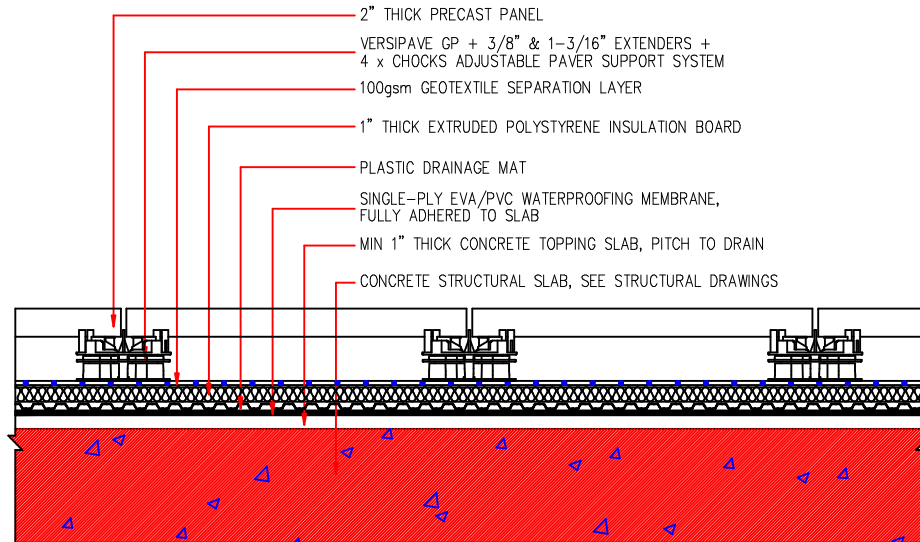 2" THICK PRECAST PANEL
VERSIPAVE GP + 3/8" & 1-3/16" EXTENDERS +
4 x CHOCKS ADJUSTABLE PAVER SUPPORT SYSTEM
100gsm GEOTEXTILE SEPARATION LAYER
1" THICK EXTRUDED POLYSTYRENE INSULATION BOARD
PLASTIC DRAINAGE MAT
SINGLE-PLY EVA/PVC WATERPROOFING MEMBRANE,
FULLY ADHERED TO SLAB
MIN 1" THICK CONCRETE TOPPING SLAB, PITCH TO DRAIN
CONCRETE STRUCTURAL SLAB, SEE STRUCTURAL DRAWINGS